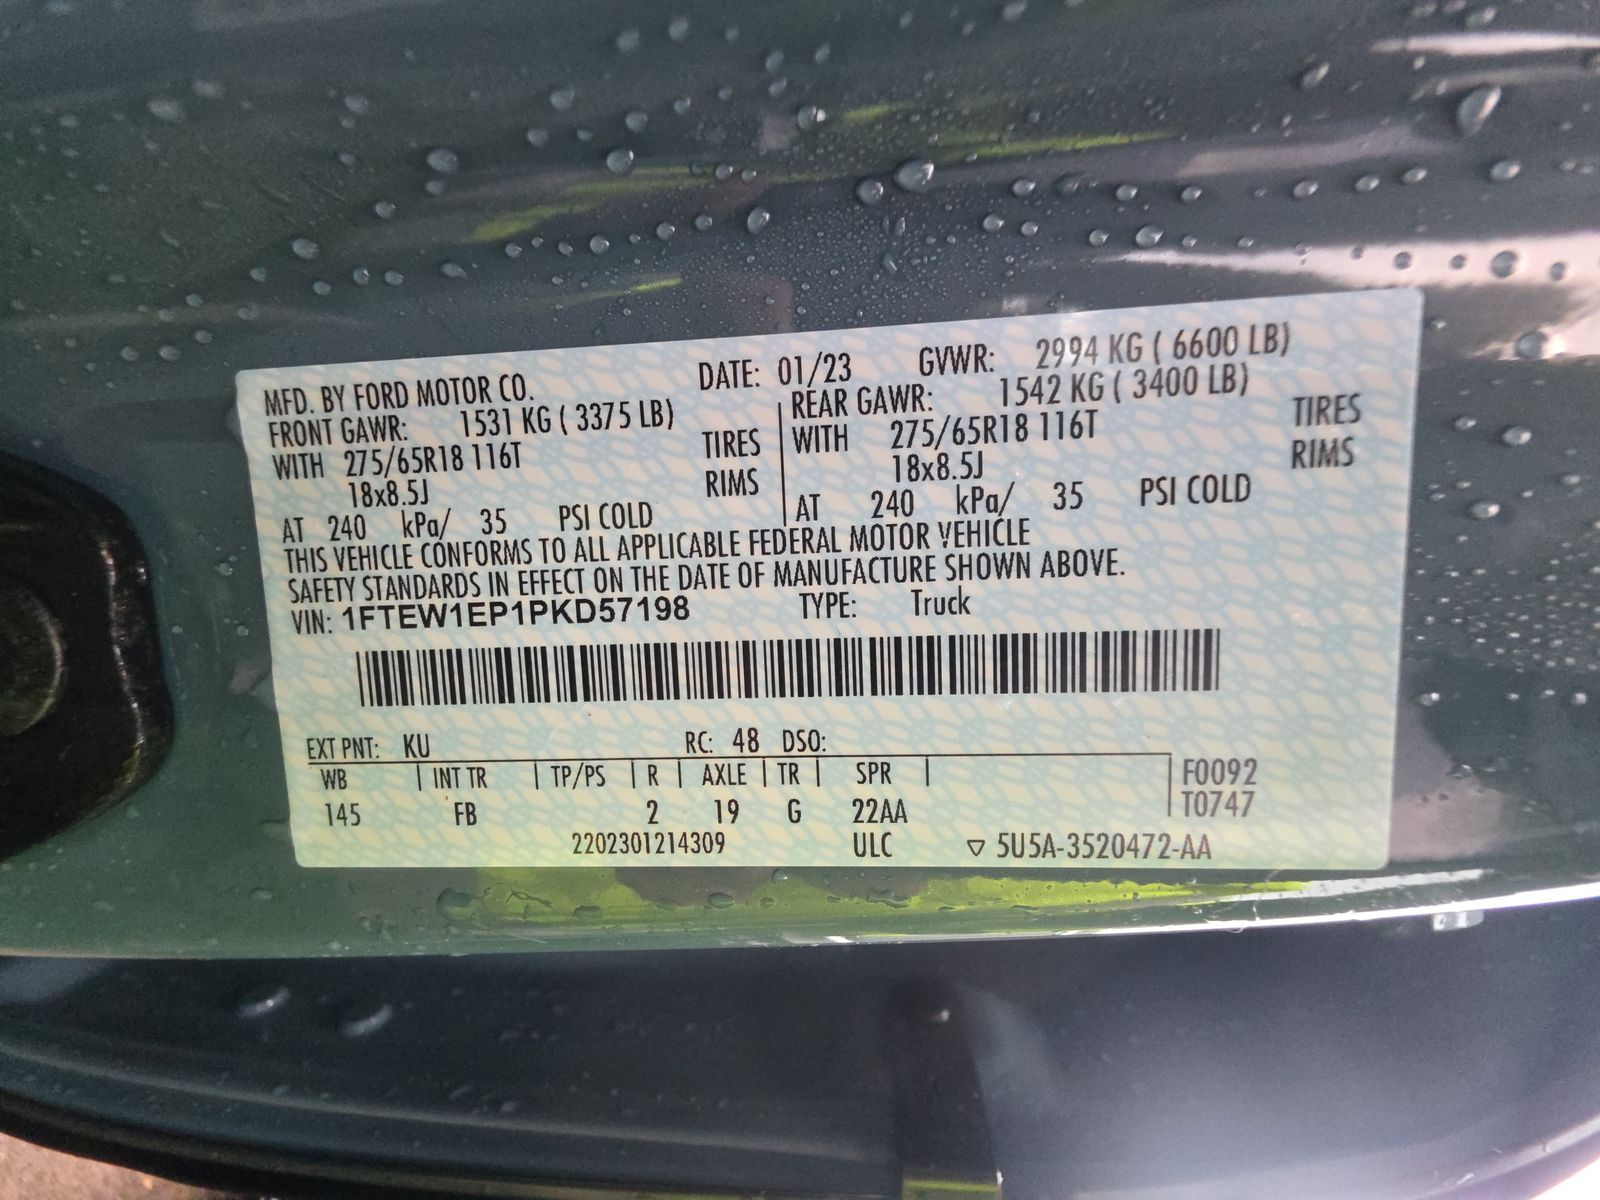 MFD. BY FORD MOTOR CO. DATE: 01/23 GVWR: 2994 KG ( 6600 LB)
FRONT GAWR: 1531 KG ( 3375 LB) REAR GAWR: 1542 KG ( 3400 LB)
WITH 275/65R18 116T TIRES WITH 275/65R18 116T TIRES
18x8.5J RIMS 18x8.5J RIMS
AT 240 kPa/ 35 PSI COLD AT 240 kPa/ 35 PSI COLD
THIS VEHICLE CONFORMS TO ALL APPLICABLE FEDERAL MOTOR VEHICLE
SAFETY STANDARDS IN EFFECT ON THE DATE OF MANUFACTURE SHOWN ABOVE.
VIN: 1FTEW1EP1PKD57198 TYPE: Truck
EXT PNT: KU RC: 48 DSO:
WB INT TR TP/PS R AXLE TR SPR F0092
145 FB 2 19 G 22AA T0747
2202301214309 ULC ▽ 5U5A-3520472-AA